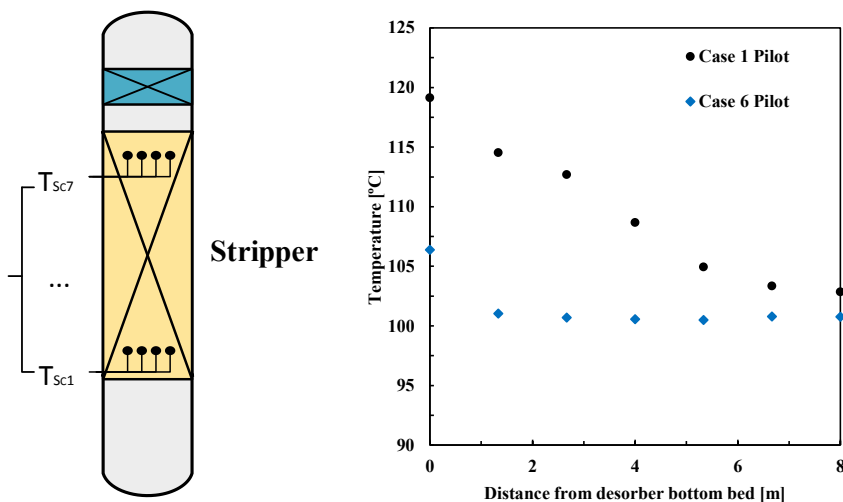 TSc7
...
TSc1
Stripper
125
120
115
110
105
100
95
90
Temperature [°C]
Case 1 Pilot
Case 6 Pilot
0
2
4
6
8
Distance from desorber bottom bed [m]